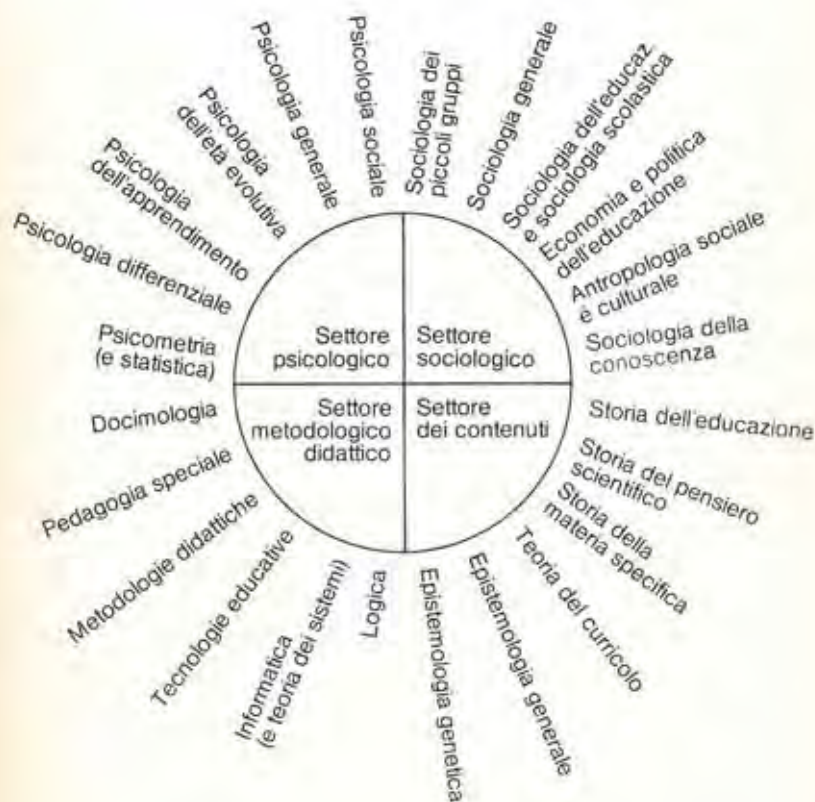 Psicologia differenziale
Psicologia
dell'apprendimento
Psicologia
dell'età evolutiva
Psicologia generale
Psicologia sociale
Sociologia dei
piccoli gruppi
Sociologia generale
Sociologia dell'educaz
e sociologia scolastica
Economia e politica
dell'educazione
Antropologia sociale
e culturale
Sociologia della
conoscenza
Storia dell'educazione
Storia del pensiero
scientifico
Storia della
materia specifica
Teoria del curricolo
Epistemologia generale
Epistemologia genetica
Logica
Informatica
(e teoria dei sistemi)
Tecnologie educative
Metodologie didattiche
Pedagogia speciale
Docimologia
Psicometria
(e statistica)
Settore
psicologico
Settore
sociologico
Settore
metodologico
didattico
Settore
dei contenuti